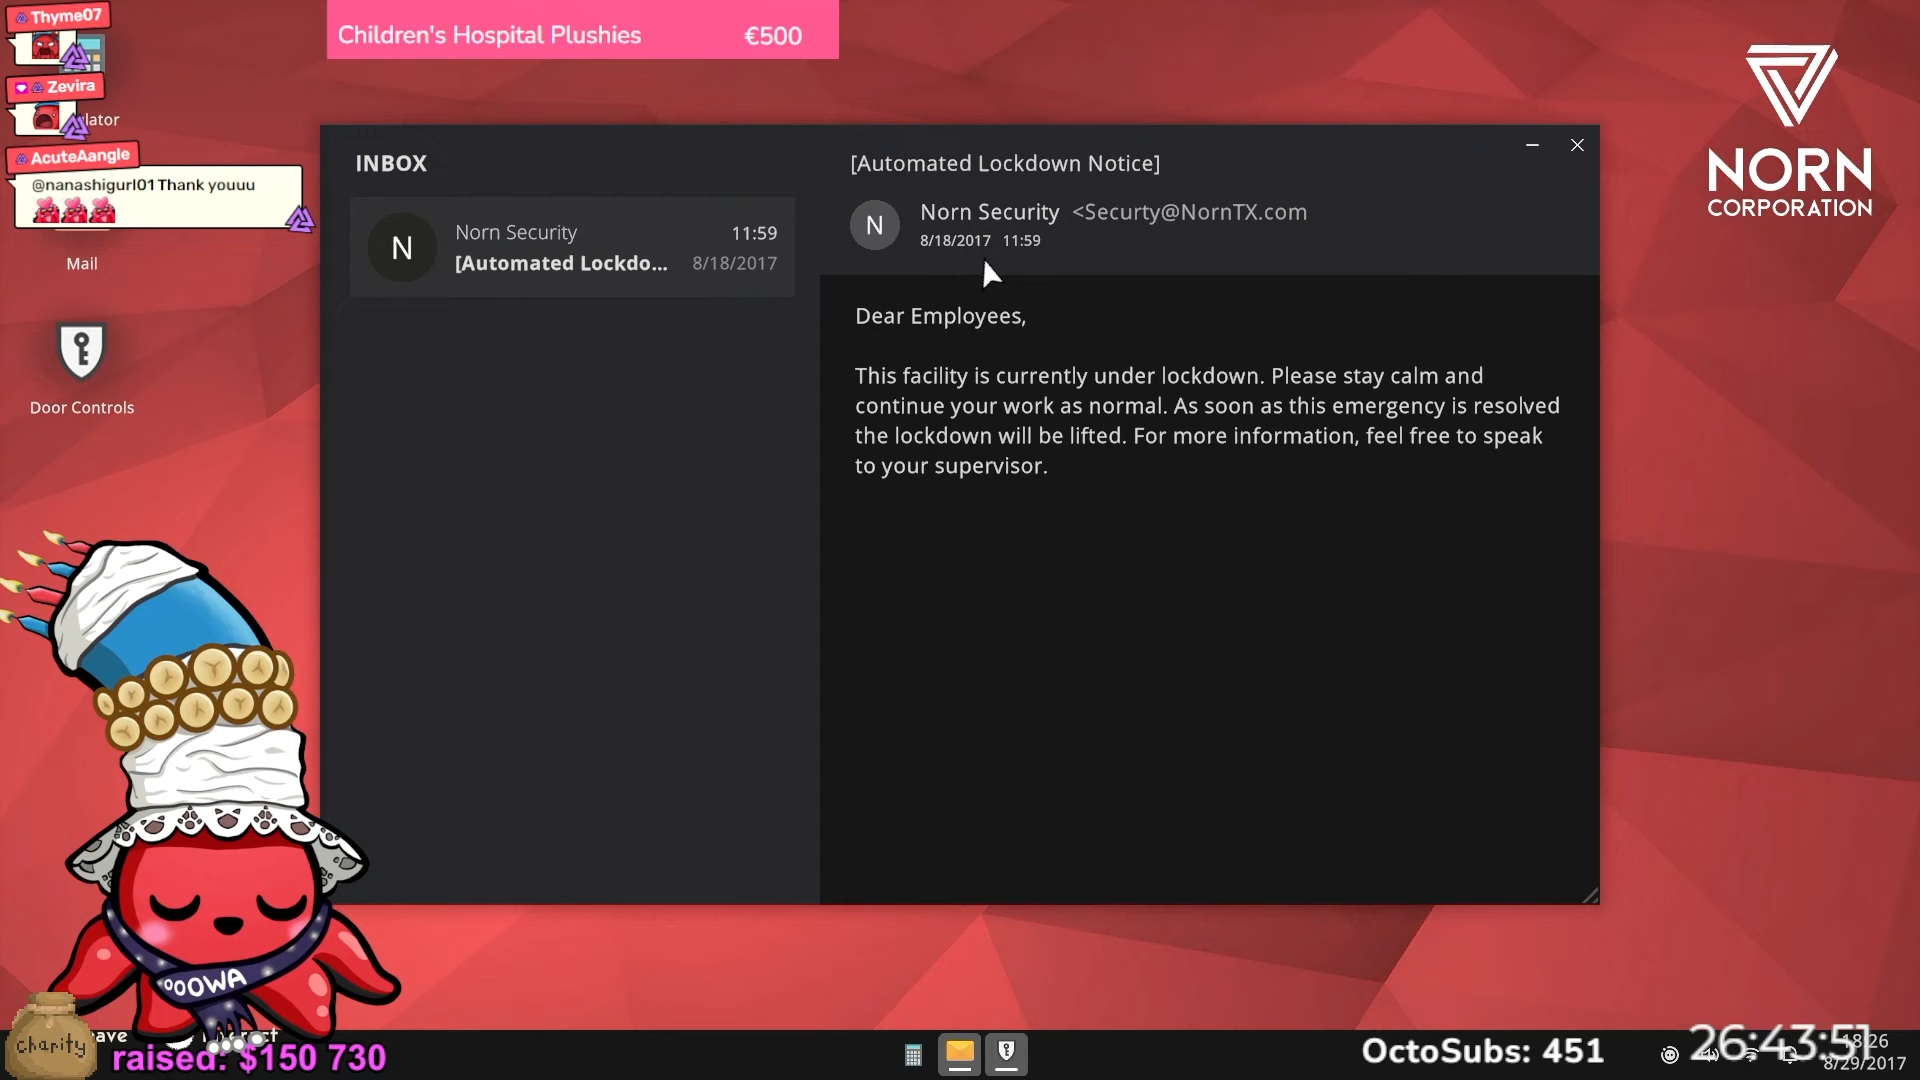 Thyme07
Children's Hospital Plushies €500
Zevira
lator
AcuteAangle
@nanashigurl01 Thank youuu
Mail
Door Controls
NORN
CORPORATION
INBOX
N
Norn Security 11:59
[Automated Lockdo... 8/18/2017
[Automated Lockdown Notice]
N
Norn Security <Securty@NornTX.com
8/18/2017 11:59
Dear Employees,
This facility is currently under lockdown. Please stay calm and
continue your work as normal. As soon as this emergency is resolved
the lockdown will be lifted. For more information, feel free to speak
to your supervisor.
OOOWA
charity
raised: $150 730
OctoSubs: 451
26:43:51
8/29/2017